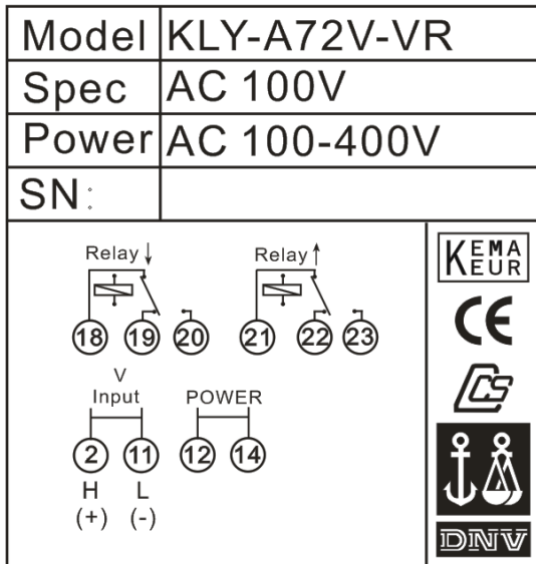 Model KLY-A72V-VR
Spec AC 100V
Power AC 100-400V
SN:
Relay↓ Relay↑
18 19 20 21 22 23
V
Input POWER
2 11 12 14
H L
(+) (-)
KEMA
EUR
CE
CCS
DNV